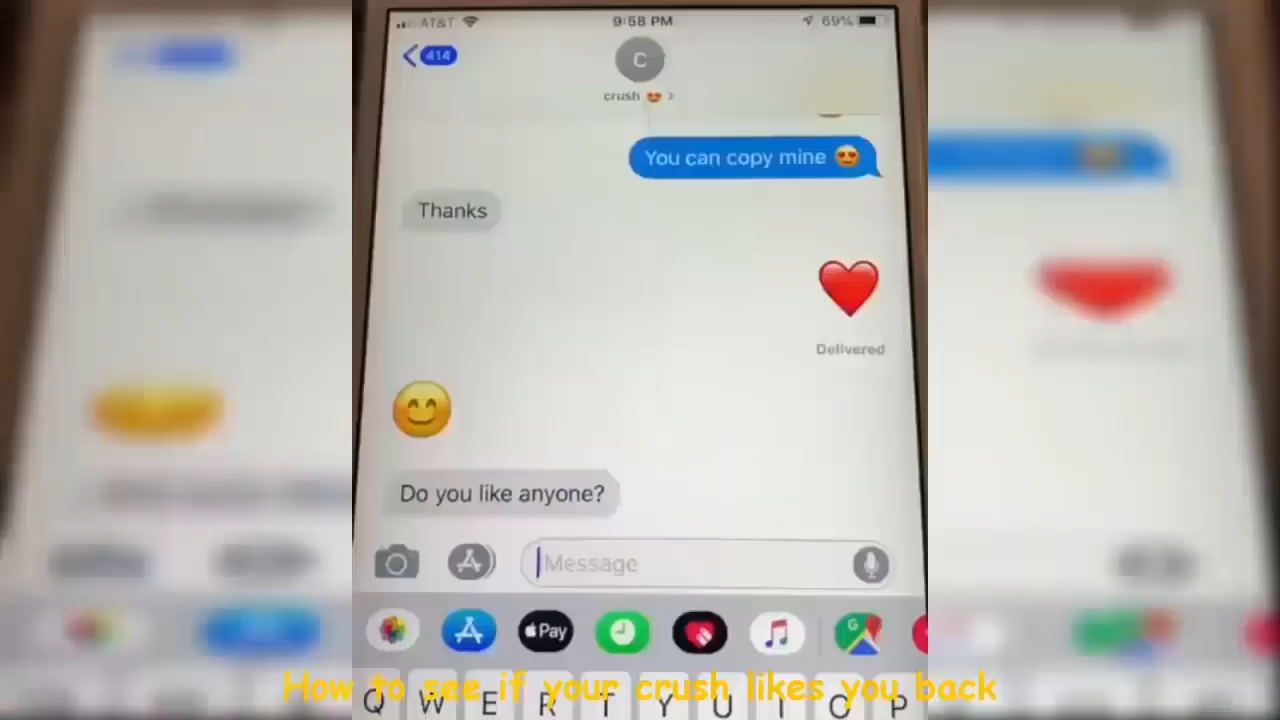 AT&T 9:58 PM 69%
414
C
crush 😍 >
You can copy mine 😍
Thanks
❤️
Delivered
😊
Do you like anyone?
Message
Pay
G
How to see if your crush likes you back
Q W E R T Y U I O P